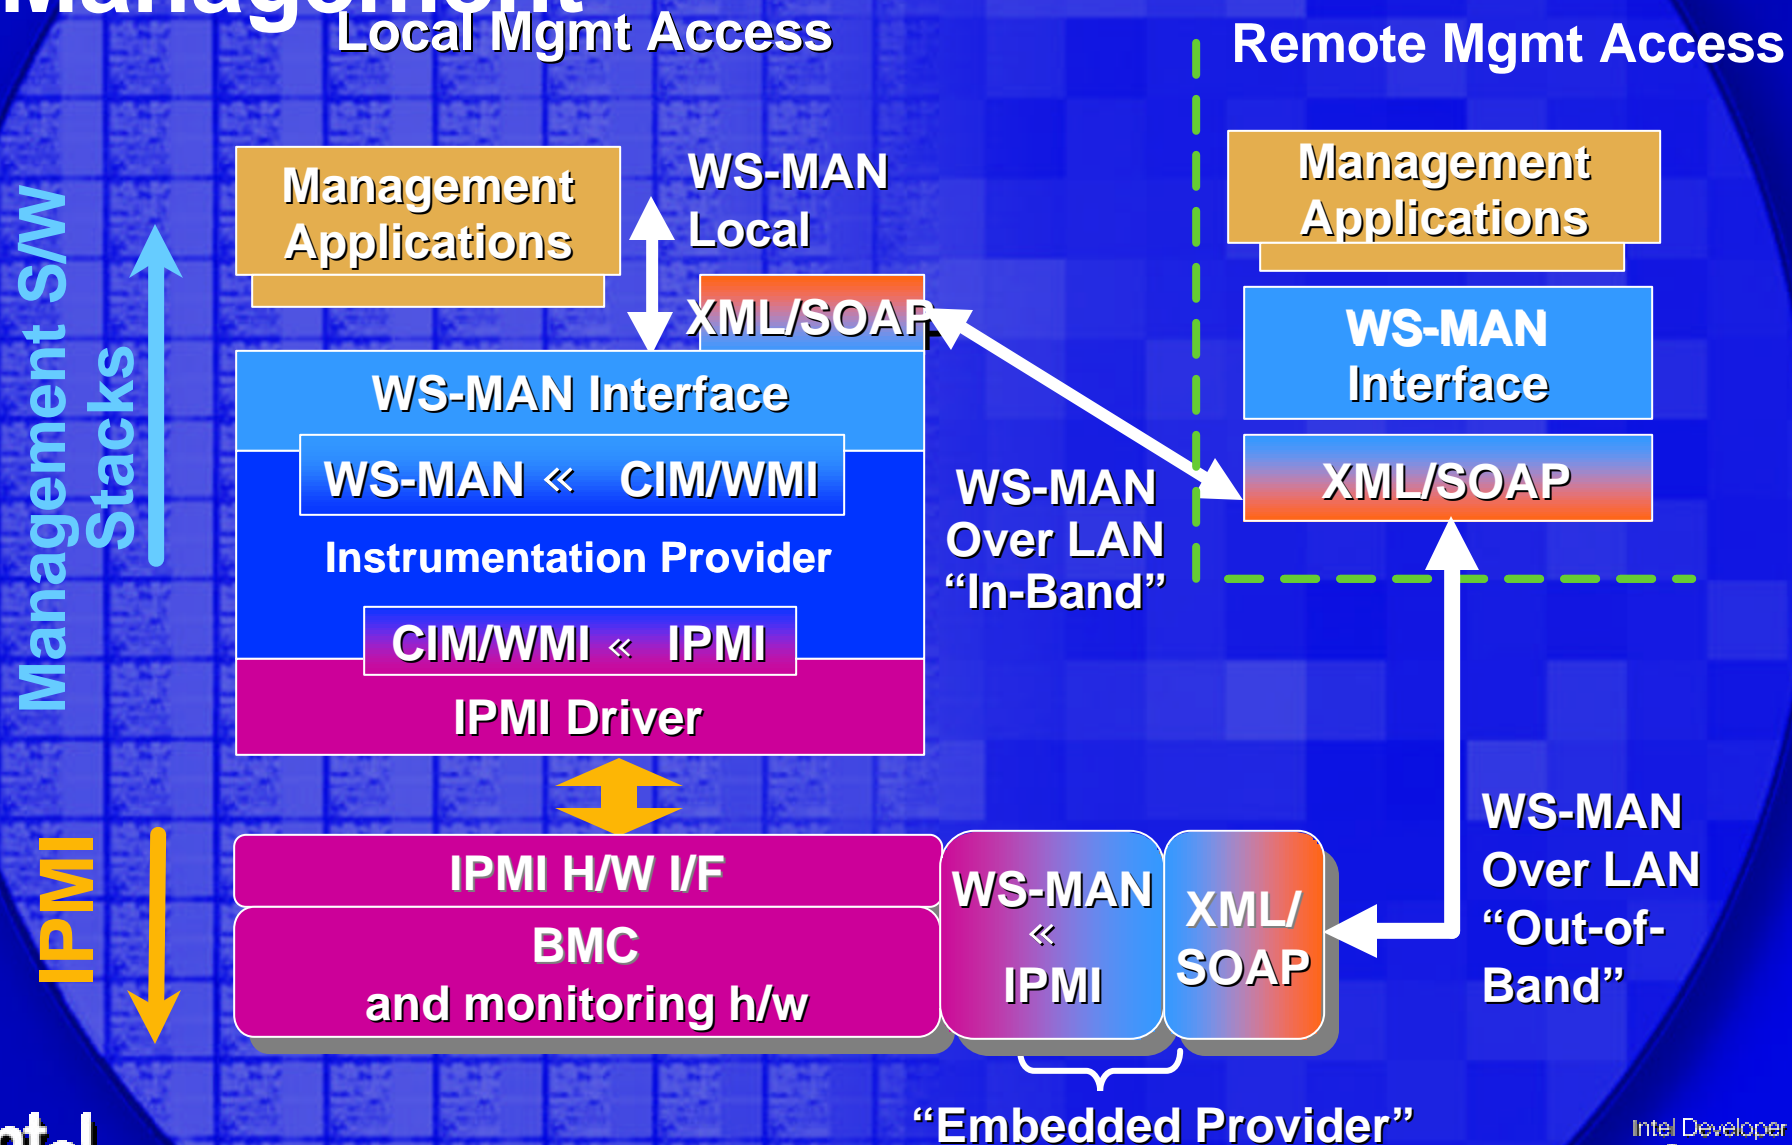 Management
Local Mgmt Access
Remote Mgmt Access
Management S/W
Stacks
Management
Applications
WS-MAN
Local
XML/SOAP
WS-MAN Interface
WS-MAN « CIM/WMI
Instrumentation Provider
CIM/WMI « IPMI
IPMI Driver
Management
Applications
WS-MAN
Interface
XML/SOAP
WS-MAN
Over LAN
“In-Band”
IPMI
IPMI H/W I/F
BMC
and monitoring h/w
WS-MAN
«
IPMI
XML/
SOAP
WS-MAN
Over LAN
“Out-of-
Band”
“Embedded Provider”
Intel Developer